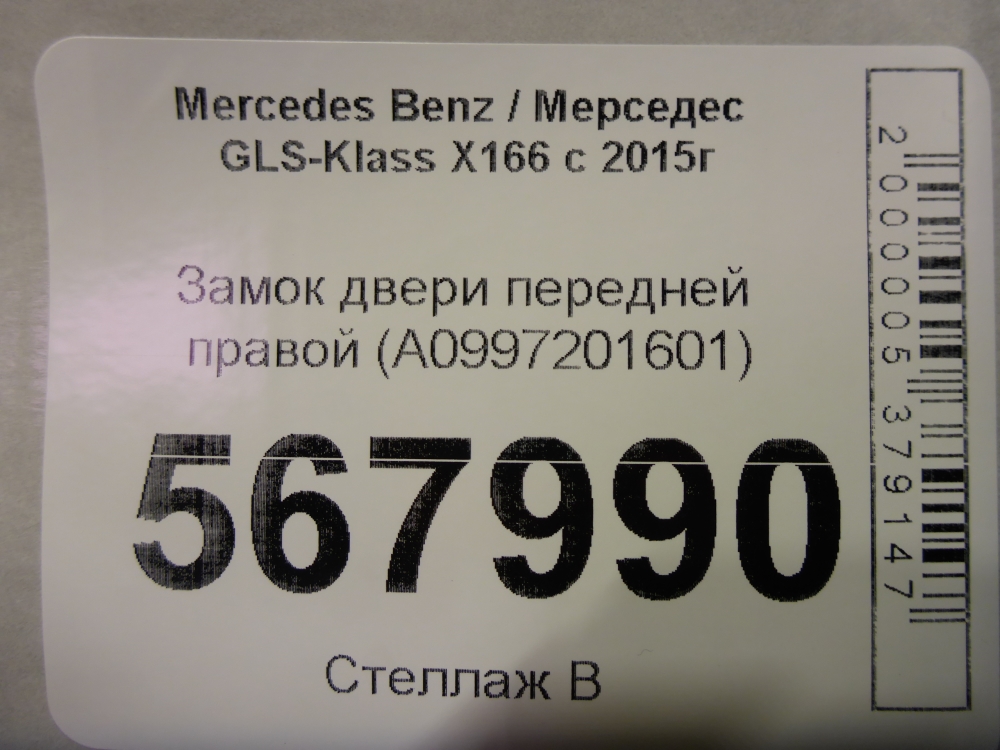 Mercedes Benz / Мерседес
GLS-Klass X166 с 2015г
Замок двери передней
правой (A0997201601)
567990
Стеллаж В
2000005379147